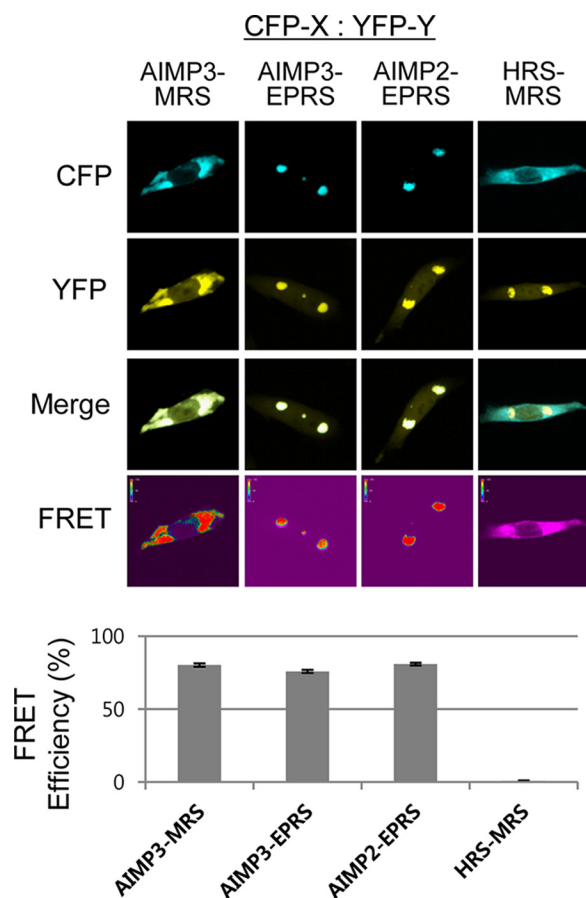 CFP-X : YFP-Y
AIMP3-
MRS
AIMP3-
EPRS
AIMP2-
EPRS
HRS-
MRS
CFP
YFP
Merge
FRET
FRET
Efficiency (%)
100
50
0
AIMP3-MRS
AIMP3-EPRS
AIMP2-EPRS
HRS-MRS